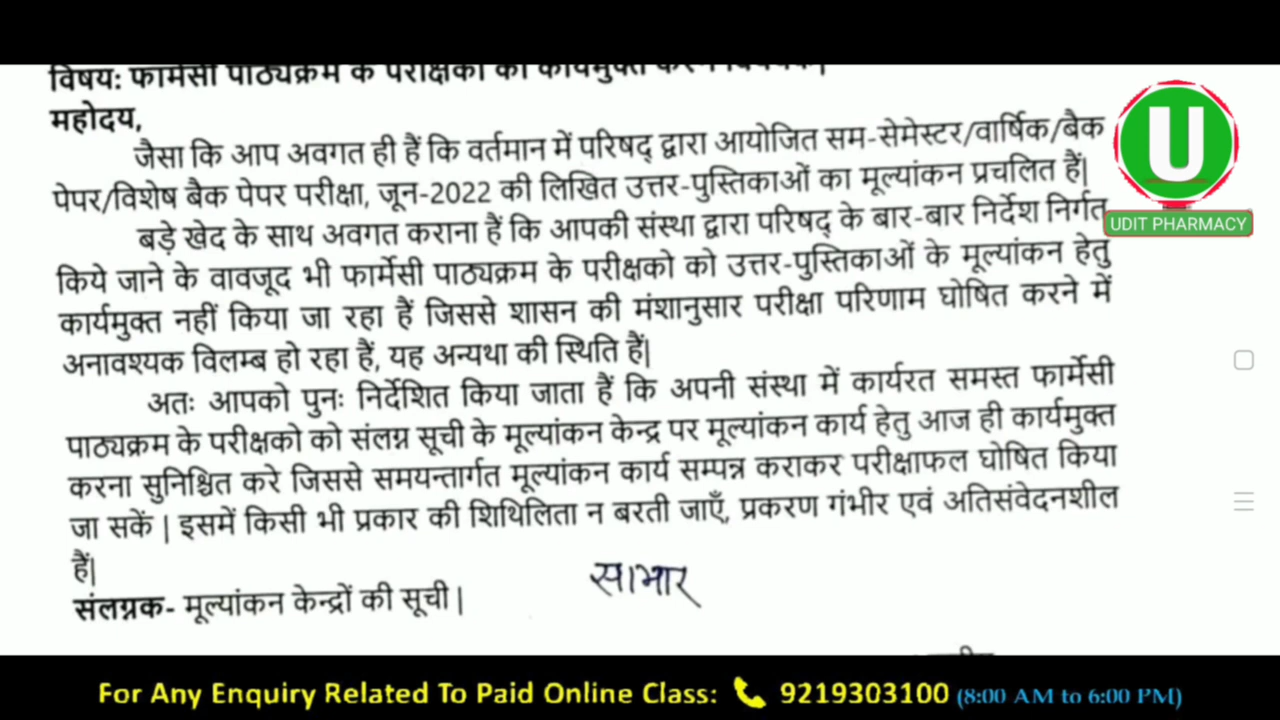 विषय: फार्मेसी पाठ्यक्रम के परीक्षको को कार्यमुक्त करने विषयक|
महोदय,
जैसा कि आप अवगत ही हैं कि वर्तमान में परिषद् द्वारा आयोजित सम-सेमेस्टर/वार्षिक/बैक
पेपर/विशेष बैक पेपर परीक्षा, जून-2022 की लिखित उत्तर-पुस्तिकाओं का मूल्यांकन प्रचलित हैं|
बड़े खेद के साथ अवगत कराना हैं कि आपकी संस्था द्वारा परिषद् के बार-बार निर्देश निर्गत
किये जाने के वावजूद भी फार्मेसी पाठ्यक्रम के परीक्षको को उत्तर-पुस्तिकाओं के मूल्यांकन हेतु
कार्यमुक्त नहीं किया जा रहा हैं जिससे शासन की मंशानुसार परीक्षा परिणाम घोषित करने में
अनावश्यक विलम्ब हो रहा हैं, यह अन्यथा की स्थिति हैं|
अतः आपको पुनः निर्देशित किया जाता हैं कि अपनी संस्था में कार्यरत समस्त फार्मेसी
पाठ्यक्रम के परीक्षको को संलग्न सूची के मूल्यांकन केन्द्र पर मूल्यांकन कार्य हेतु आज ही कार्यमुक्त
करना सुनिश्चित करे जिससे समयन्तार्गत मूल्यांकन कार्य सम्पन्न कराकर परीक्षाफल घोषित किया
जा सकें | इसमें किसी भी प्रकार की शिथिलिता न बरती जाएँ, प्रकरण गंभीर एवं अतिसंवेदनशील
हैं|
साभार
संलग्नक- मूल्यांकन केन्द्रों की सूची |
U
UDIT PHARMACY
For Any Enquiry Related To Paid Online Class: 9219303100 (8:00 AM to 6:00 PM)